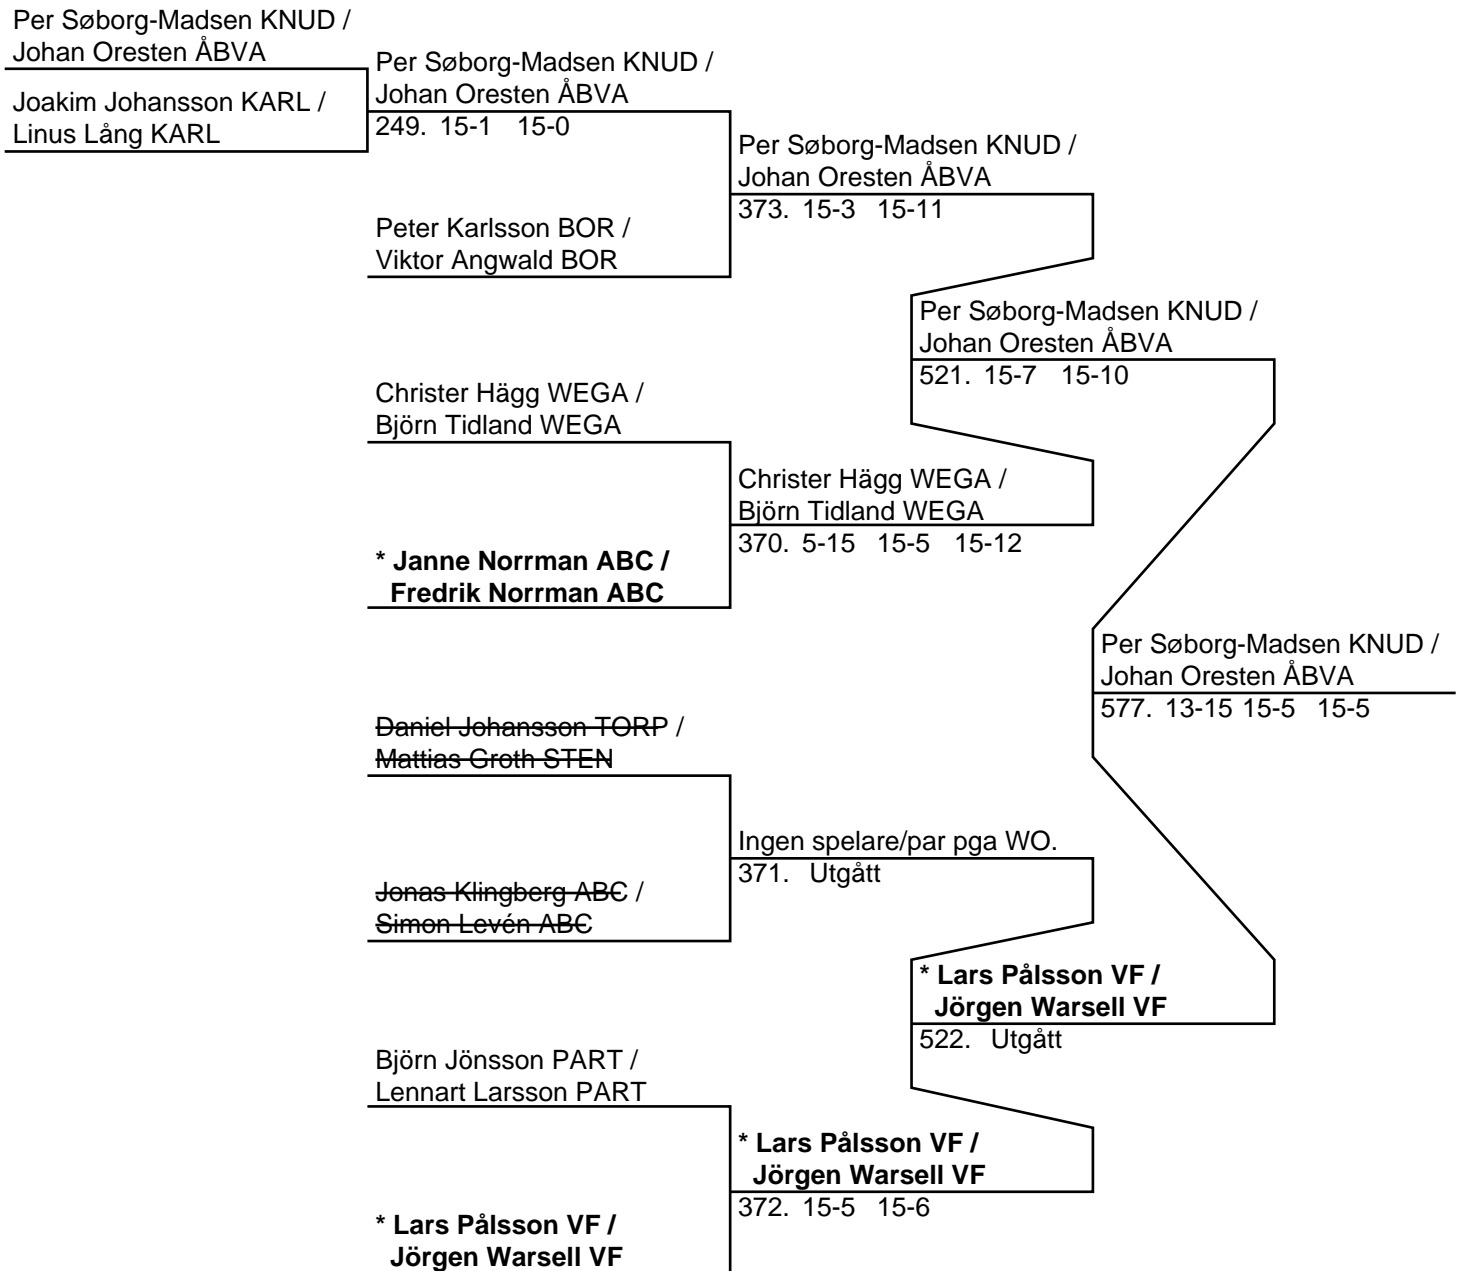 Per Søborg-Madsen KNUD /
Johan Oresten ÅBVA
Joakim Johansson KARL /
Linus Lång KARL
Per Søborg-Madsen KNUD /
Johan Oresten ÅBVA
249. 15-1 15-0
Peter Karlsson BOR /
Viktor Angwald BOR
Per Søborg-Madsen KNUD /
Johan Oresten ÅBVA
373. 15-3 15-11
Christer Hägg WEGA /
Björn Tidland WEGA
* Janne Norrman ABC /
Fredrik Norrman ABC
Christer Hägg WEGA /
Björn Tidland WEGA
370. 5-15 15-5 15-12
Per Søborg-Madsen KNUD /
Johan Oresten ÅBVA
521. 15-7 15-10
Daniel Johansson TORP /
Mattias Groth STEN
Jonas Klingberg ABC /
Simon Levén ABC
Ingen spelare/par pga WO.
371. Utgått
Björn Jönsson PART /
Lennart Larsson PART
* Lars Pålsson VF /
Jörgen Warsell VF
* Lars Pålsson VF /
Jörgen Warsell VF
372. 15-5 15-6
* Lars Pålsson VF /
Jörgen Warsell VF
522. Utgått
Per Søborg-Madsen KNUD /
Johan Oresten ÅBVA
577. 13-15 15-5 15-5